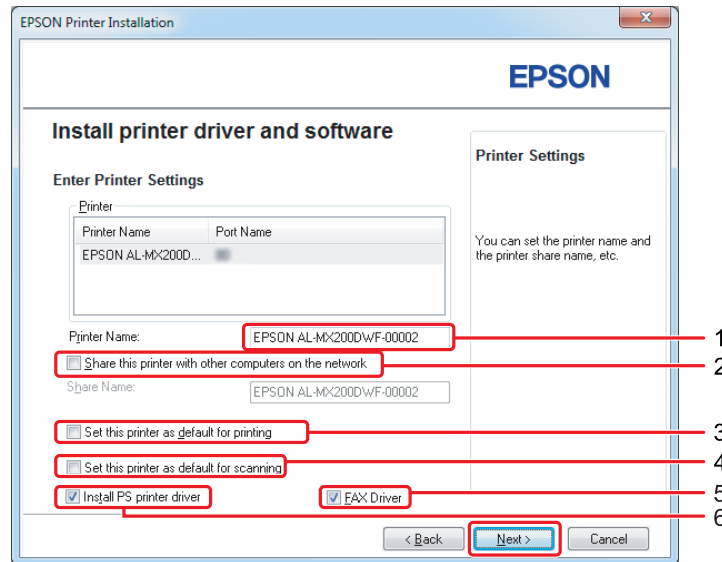 EPSON Printer Installation
EPSON
Install printer driver and software
Printer Settings
Enter Printer Settings
Printer
Printer Name Port Name
EPSON AL-MX200D...
You can set the printer name and
the printer share name, etc.
Printer Name: EPSON AL-MX200DWF-00002 1
Share this printer with other computers on the network 2
Share Name: EPSON AL-MX200DWF-00002
Set this printer as default for printing 3
Set this printer as default for scanning 4
Install PS printer driver FAX Driver 5
6
< Back Next > Cancel